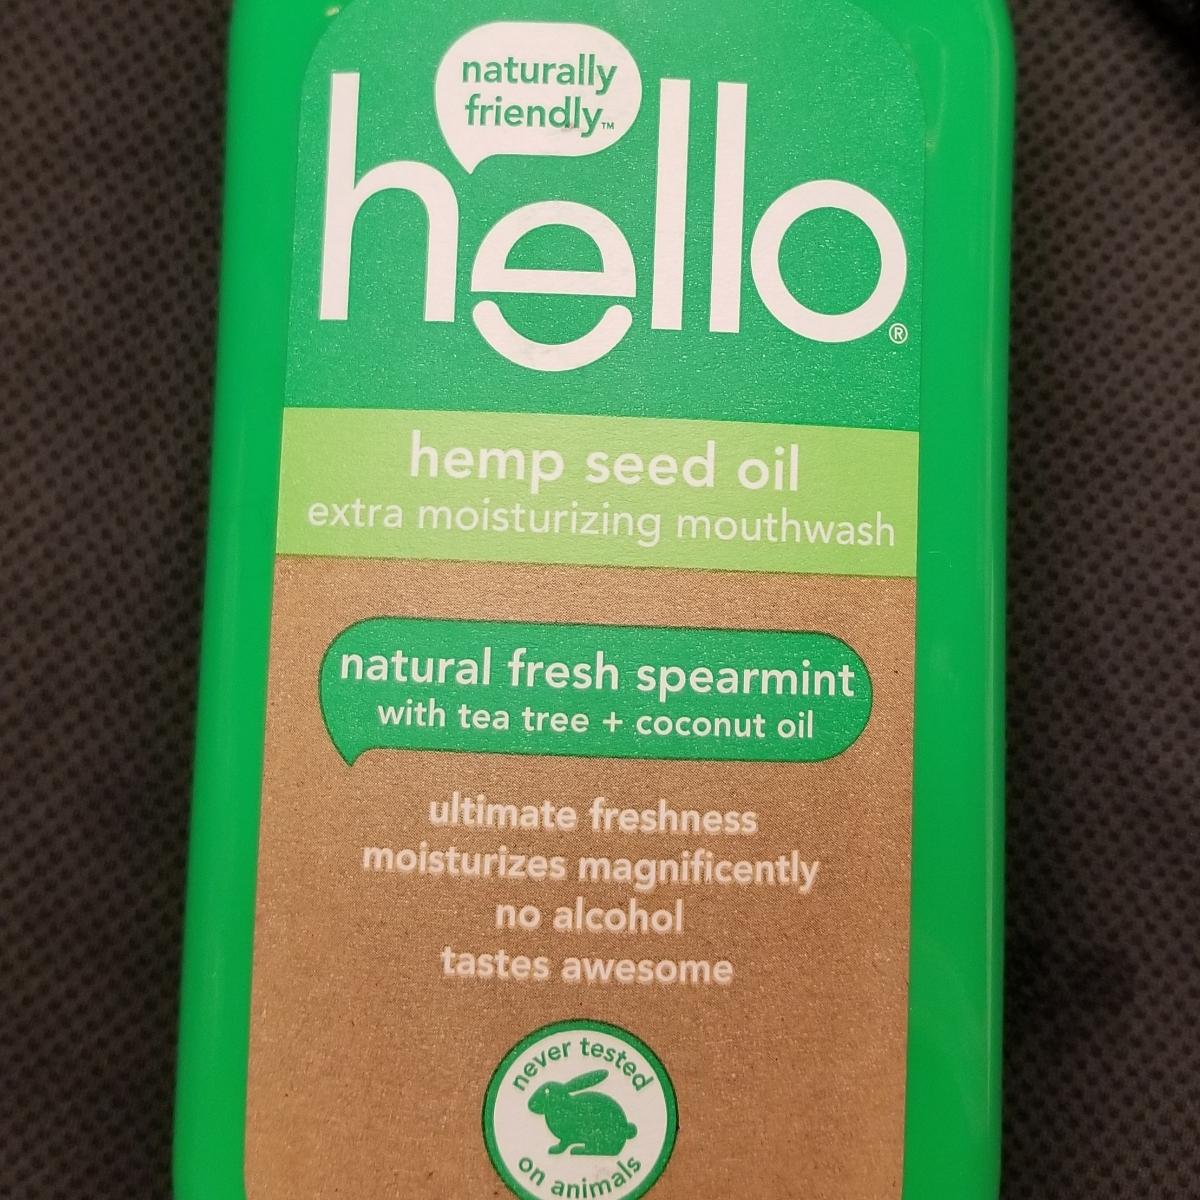 naturally
friendly™
hello®
hemp seed oil
extra moisturizing mouthwash
natural fresh spearmint
with tea tree + coconut oil
ultimate freshness
moisturizes magnificently
no alcohol
tastes awesome
never tested
on animals